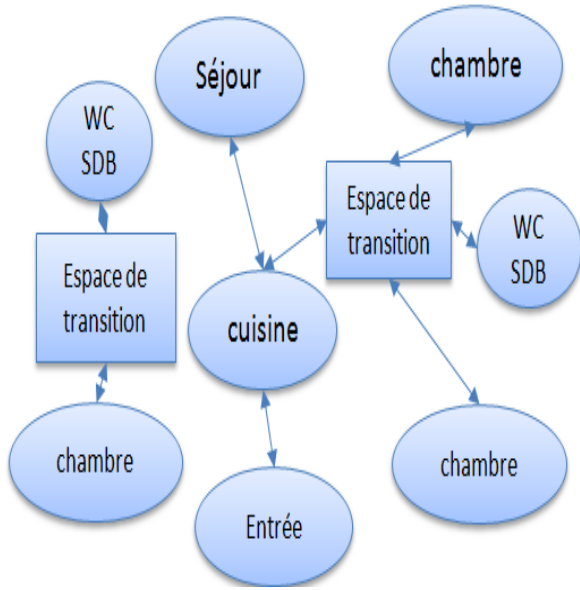 Séjour
chambre
WC
SDB
Espace de
transition
WC
SDB
Espace de
transition
cuisine
chambre
chambre
Entrée